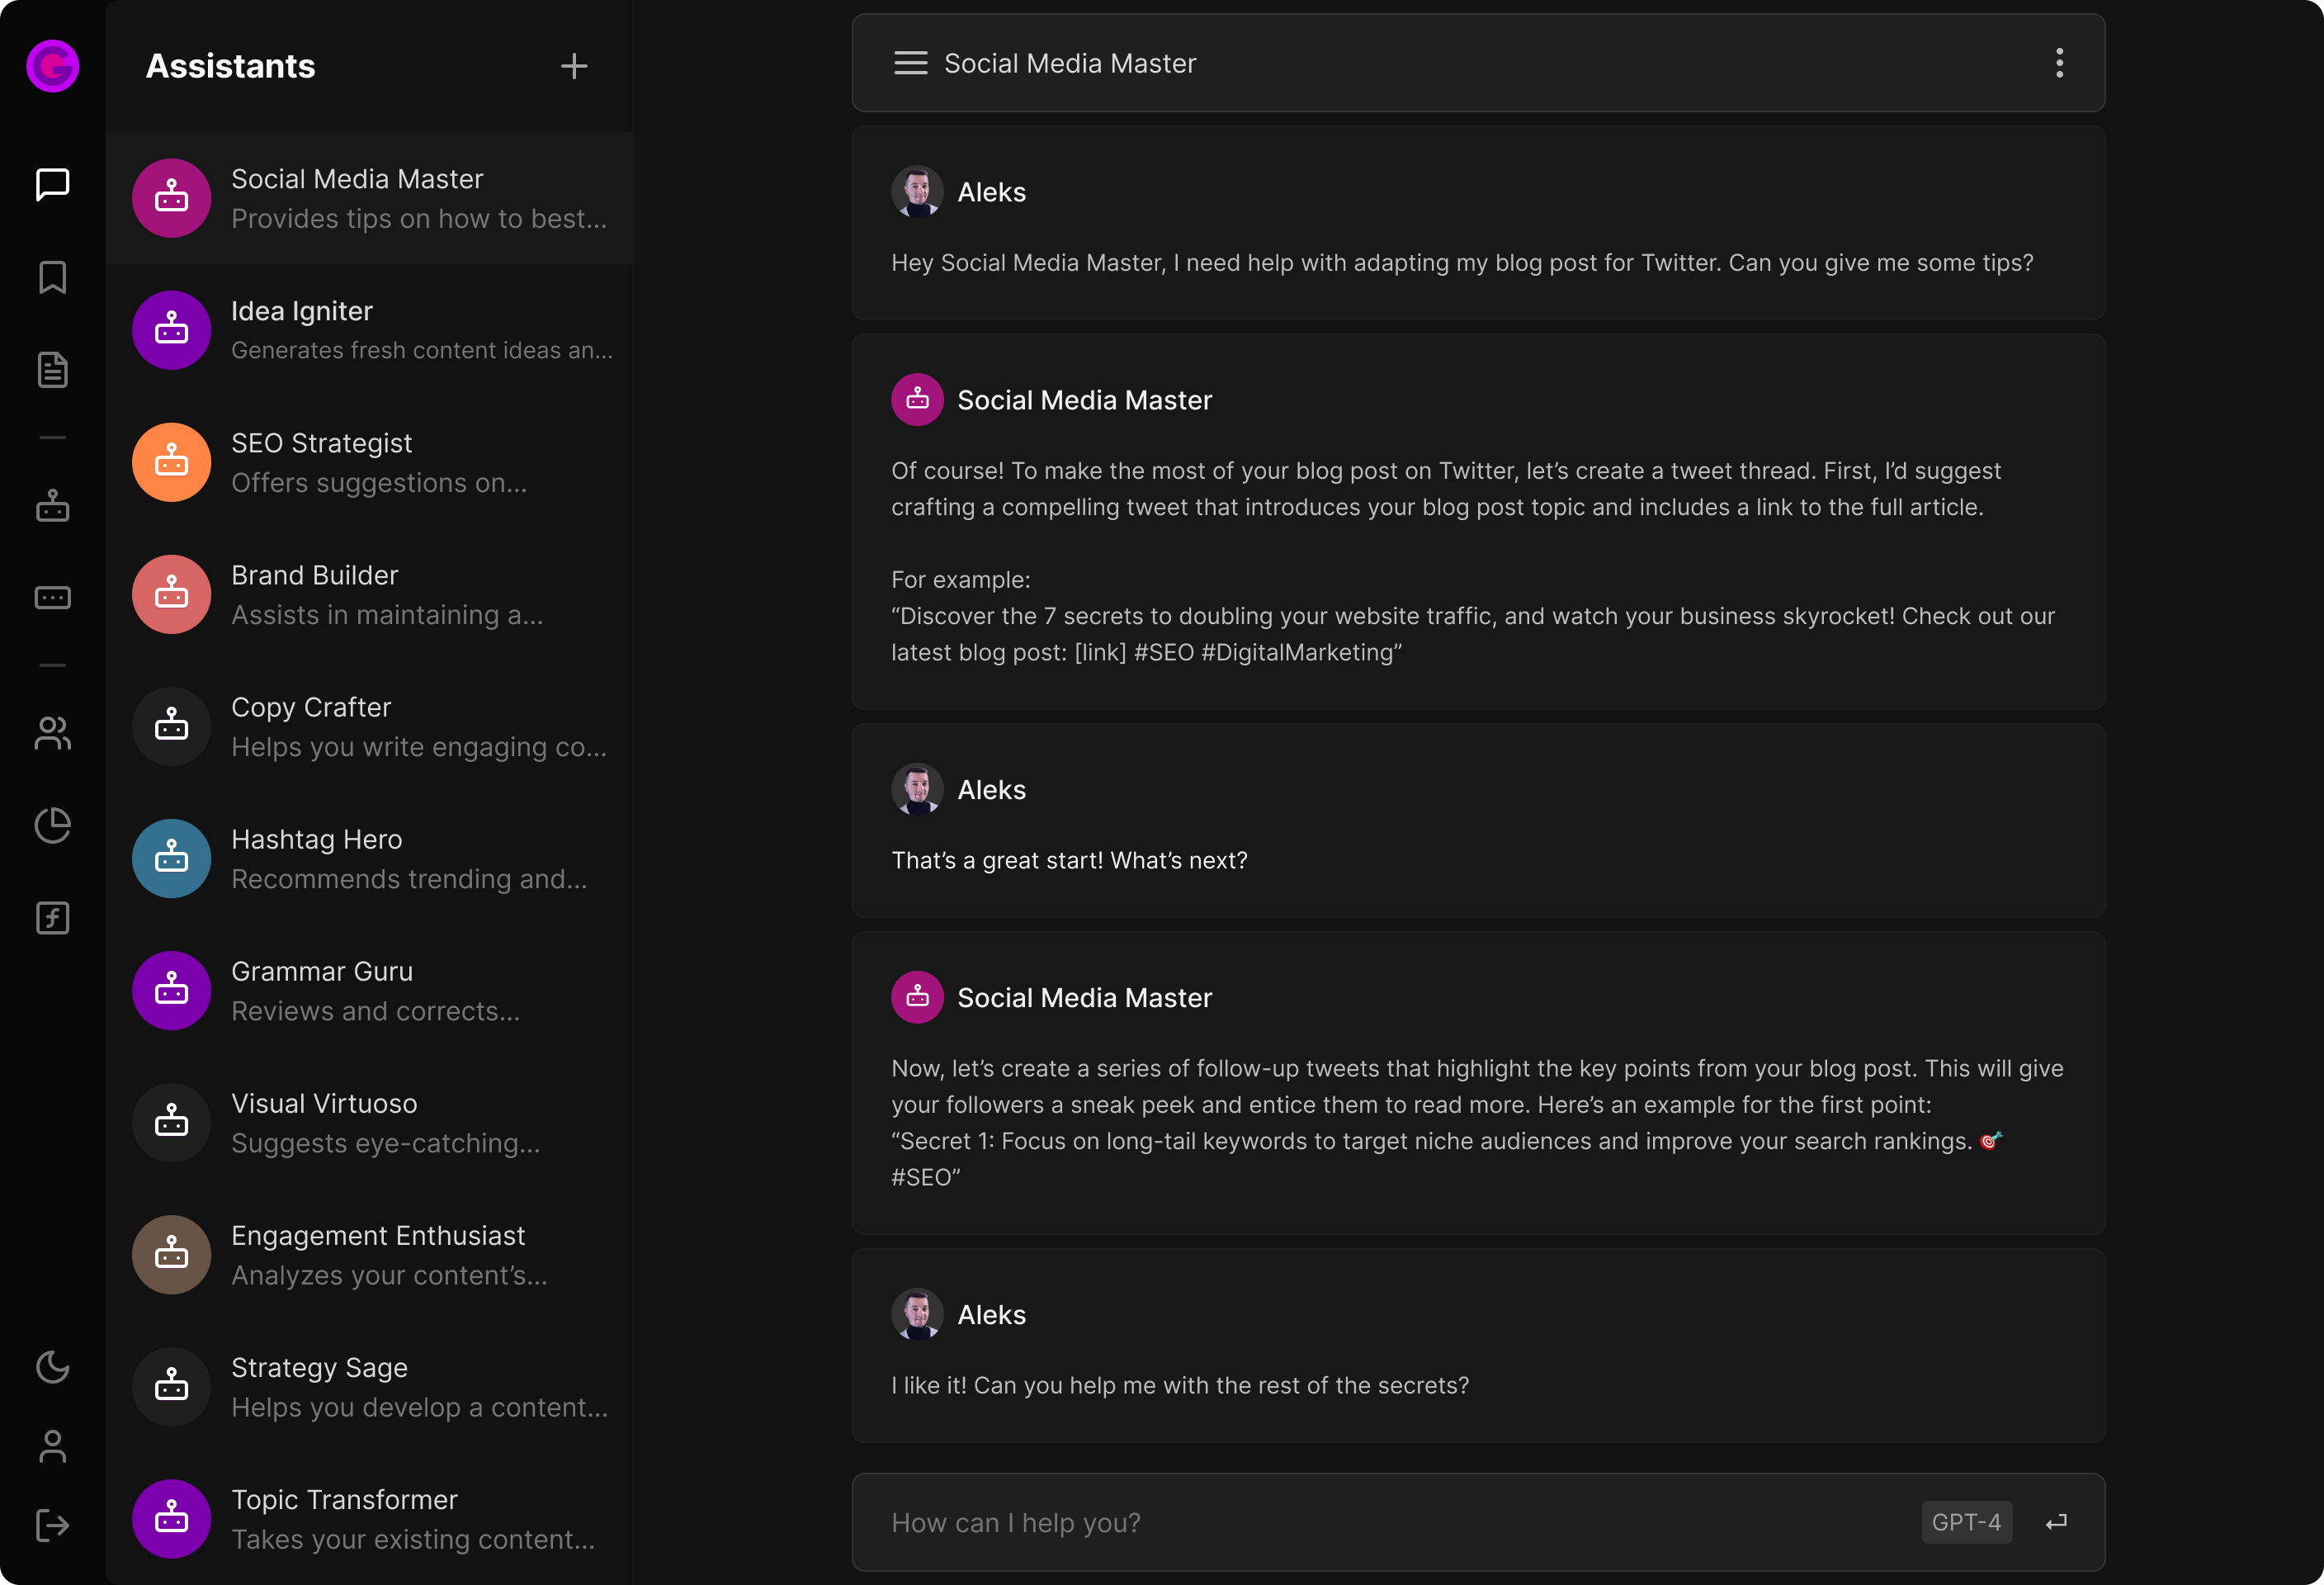 Assistants
Social Media Master
Provides tips on how to best...
Idea Igniter
Generates fresh content ideas an...
SEO Strategist
Offers suggestions on...
Brand Builder
Assists in maintaining a...
Copy Crafter
Helps you write engaging co...
Hashtag Hero
Recommends trending and...
Grammar Guru
Reviews and corrects...
Visual Virtuoso
Suggests eye-catching...
Engagement Enthusiast
Analyzes your content’s...
Strategy Sage
Helps you develop a content...
Topic Transformer
Takes your existing content...
Social Media Master
Aleks
Hey Social Media Master, I need help with adapting my blog post for Twitter. Can you give me some tips?
Social Media Master
Of course! To make the most of your blog post on Twitter, let’s create a tweet thread. First, I’d suggest
crafting a compelling tweet that introduces your blog post topic and includes a link to the full article.
For example:
“Discover the 7 secrets to doubling your website traffic, and watch your business skyrocket! Check out our
latest blog post: [link] #SEO #DigitalMarketing”
Aleks
That’s a great start! What’s next?
Social Media Master
Now, let’s create a series of follow-up tweets that highlight the key points from your blog post. This will give
your followers a sneak peek and entice them to read more. Here’s an example for the first point:
“Secret 1: Focus on long-tail keywords to target niche audiences and improve your search rankings. 🎯
#SEO”
Aleks
I like it! Can you help me with the rest of the secrets?
How can I help you?
GPT-4